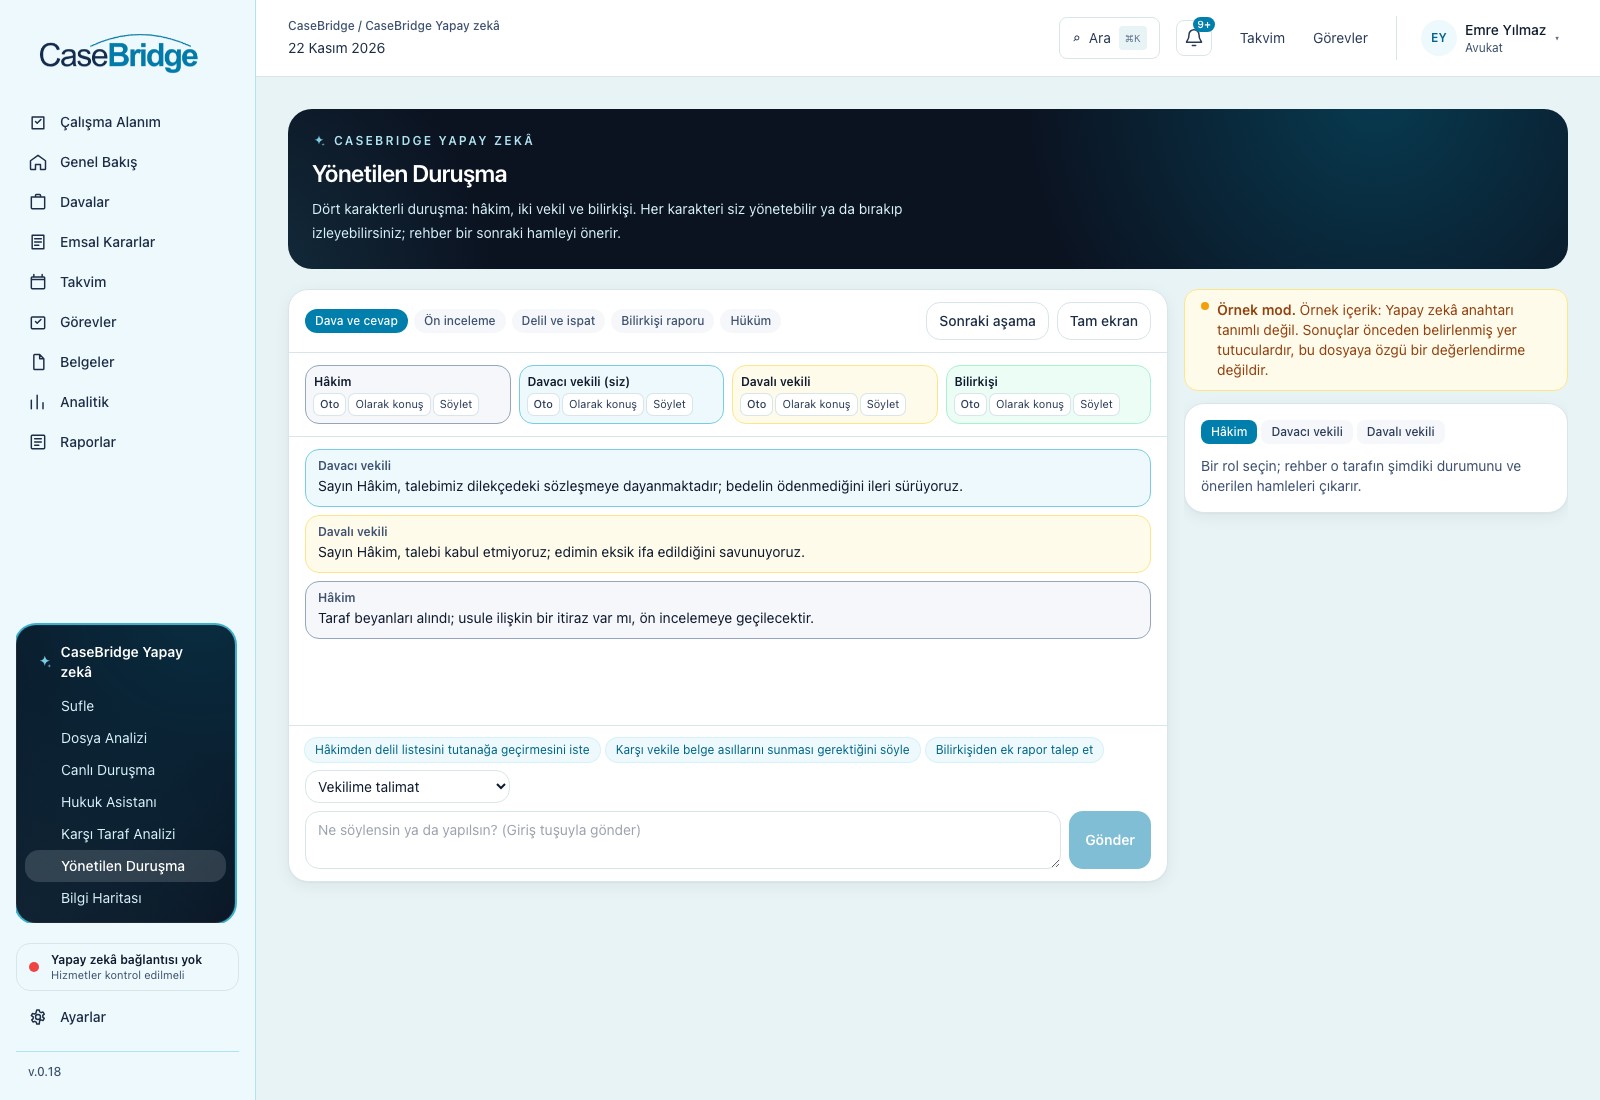 CaseBridge
Çalışma Alanım
Genel Bakış
Davalar
Emsal Kararlar
Takvim
Görevler
Belgeler
Analitik
Raporlar
CaseBridge Yapay
zekâ
Sufle
Dosya Analizi
Canlı Duruşma
Hukuk Asistanı
Karşı Taraf Analizi
Yönetilen Duruşma
Bilgi Haritası
Yapay zekâ bağlantısı yok
Hizmetler kontrol edilmeli
Ayarlar
v.0.18
CaseBridge / CaseBridge Yapay zekâ
22 Kasım 2026
Ara ⌘K
9+
Takvim
Görevler
EY
Emre Yılmaz
Avukat
CASEBRIDGE YAPAY ZEKÂ
Yönetilen Duruşma
Dört karakterli duruşma: hâkim, iki vekil ve bilirkişi. Her karakteri siz yönetebilir ya da bırakıp
izleyebilirsiniz; rehber bir sonraki hamleyi önerir.
Dava ve cevap Ön inceleme Delil ve ispat Bilirkişi raporu Hüküm Sonraki aşama Tam ekran
Hâkim
Oto Olarak konuş Söylet
Davacı vekili (siz)
Oto Olarak konuş Söylet
Davalı vekili
Oto Olarak konuş Söylet
Bilirkişi
Oto Olarak konuş Söylet
Davacı vekili
Sayın Hâkim, talebimiz dilekçedeki sözleşmeye dayanmaktadır; bedelin ödenmediğini ileri sürüyoruz.
Davalı vekili
Sayın Hâkim, talebi kabul etmiyoruz; edimin eksik ifa edildiğini savunuyoruz.
Hâkim
Taraf beyanları alındı; usule ilişkin bir itiraz var mı, ön incelemeye geçilecektir.
Hâkimden delil listesini tutanağa geçirmesini iste Karşı vekile belge asıllarını sunması gerektiğini söyle Bilirkişiden ek rapor talep et
Vekilime talimat
Ne söylensin ya da yapılsın? (Giriş tuşuyla gönder)
Gönder
Örnek mod. Örnek içerik: Yapay zekâ anahtarı
tanımlı değil. Sonuçlar önceden belirlenmiş yer
tutuculardır, bu dosyaya özgü bir değerlendirme
değildir.
Hâkim Davacı vekili Davalı vekili
Bir rol seçin; rehber o tarafın şimdiki durumunu ve
önerilen hamleleri çıkarır.